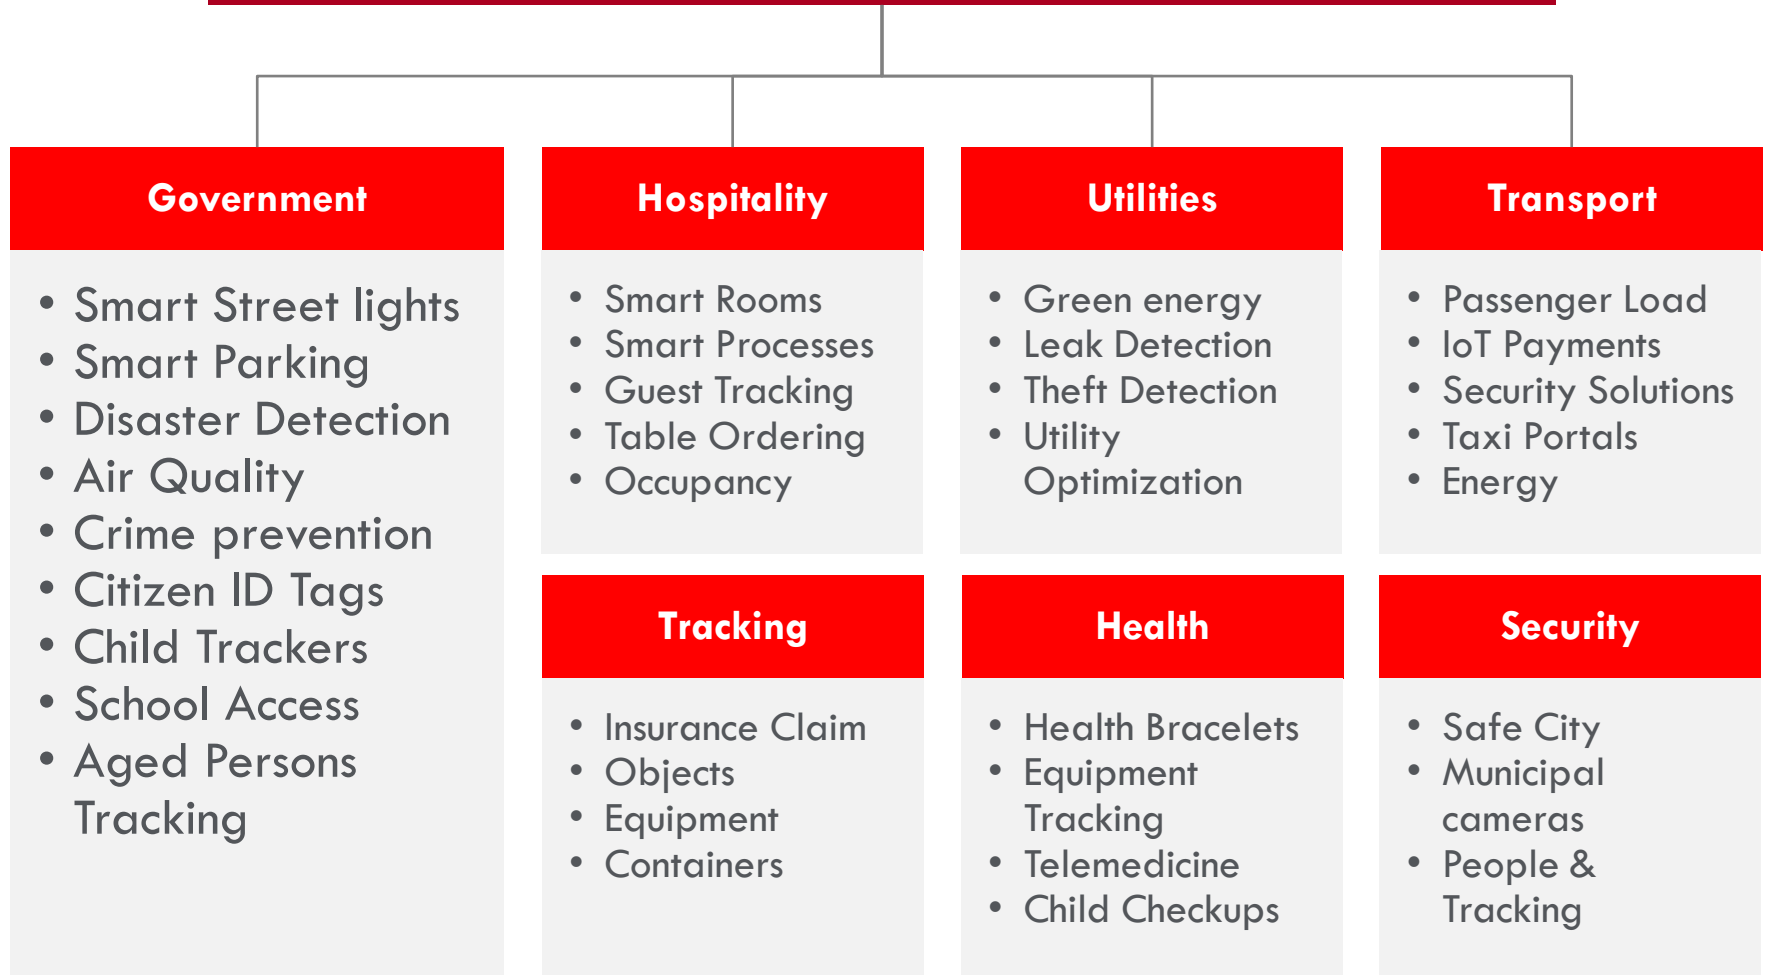 Government
• Smart Street lights
• Smart Parking
• Disaster Detection
• Air Quality
• Crime prevention
• Citizen ID Tags
• Child Trackers
• School Access
• Aged Persons
Tracking
Hospitality
• Smart Rooms
• Smart Processes
• Guest Tracking
• Table Ordering
• Occupancy
Utilities
• Green energy
• Leak Detection
• Theft Detection
• Utility
Optimization
Transport
• Passenger Load
• IoT Payments
• Security Solutions
• Taxi Portals
• Energy
Tracking
• Insurance Claim
• Objects
• Equipment
• Containers
Health
• Health Bracelets
• Equipment
Tracking
• Telemedicine
• Child Checkups
Security
• Safe City
• Municipal
cameras
• People &
Tracking